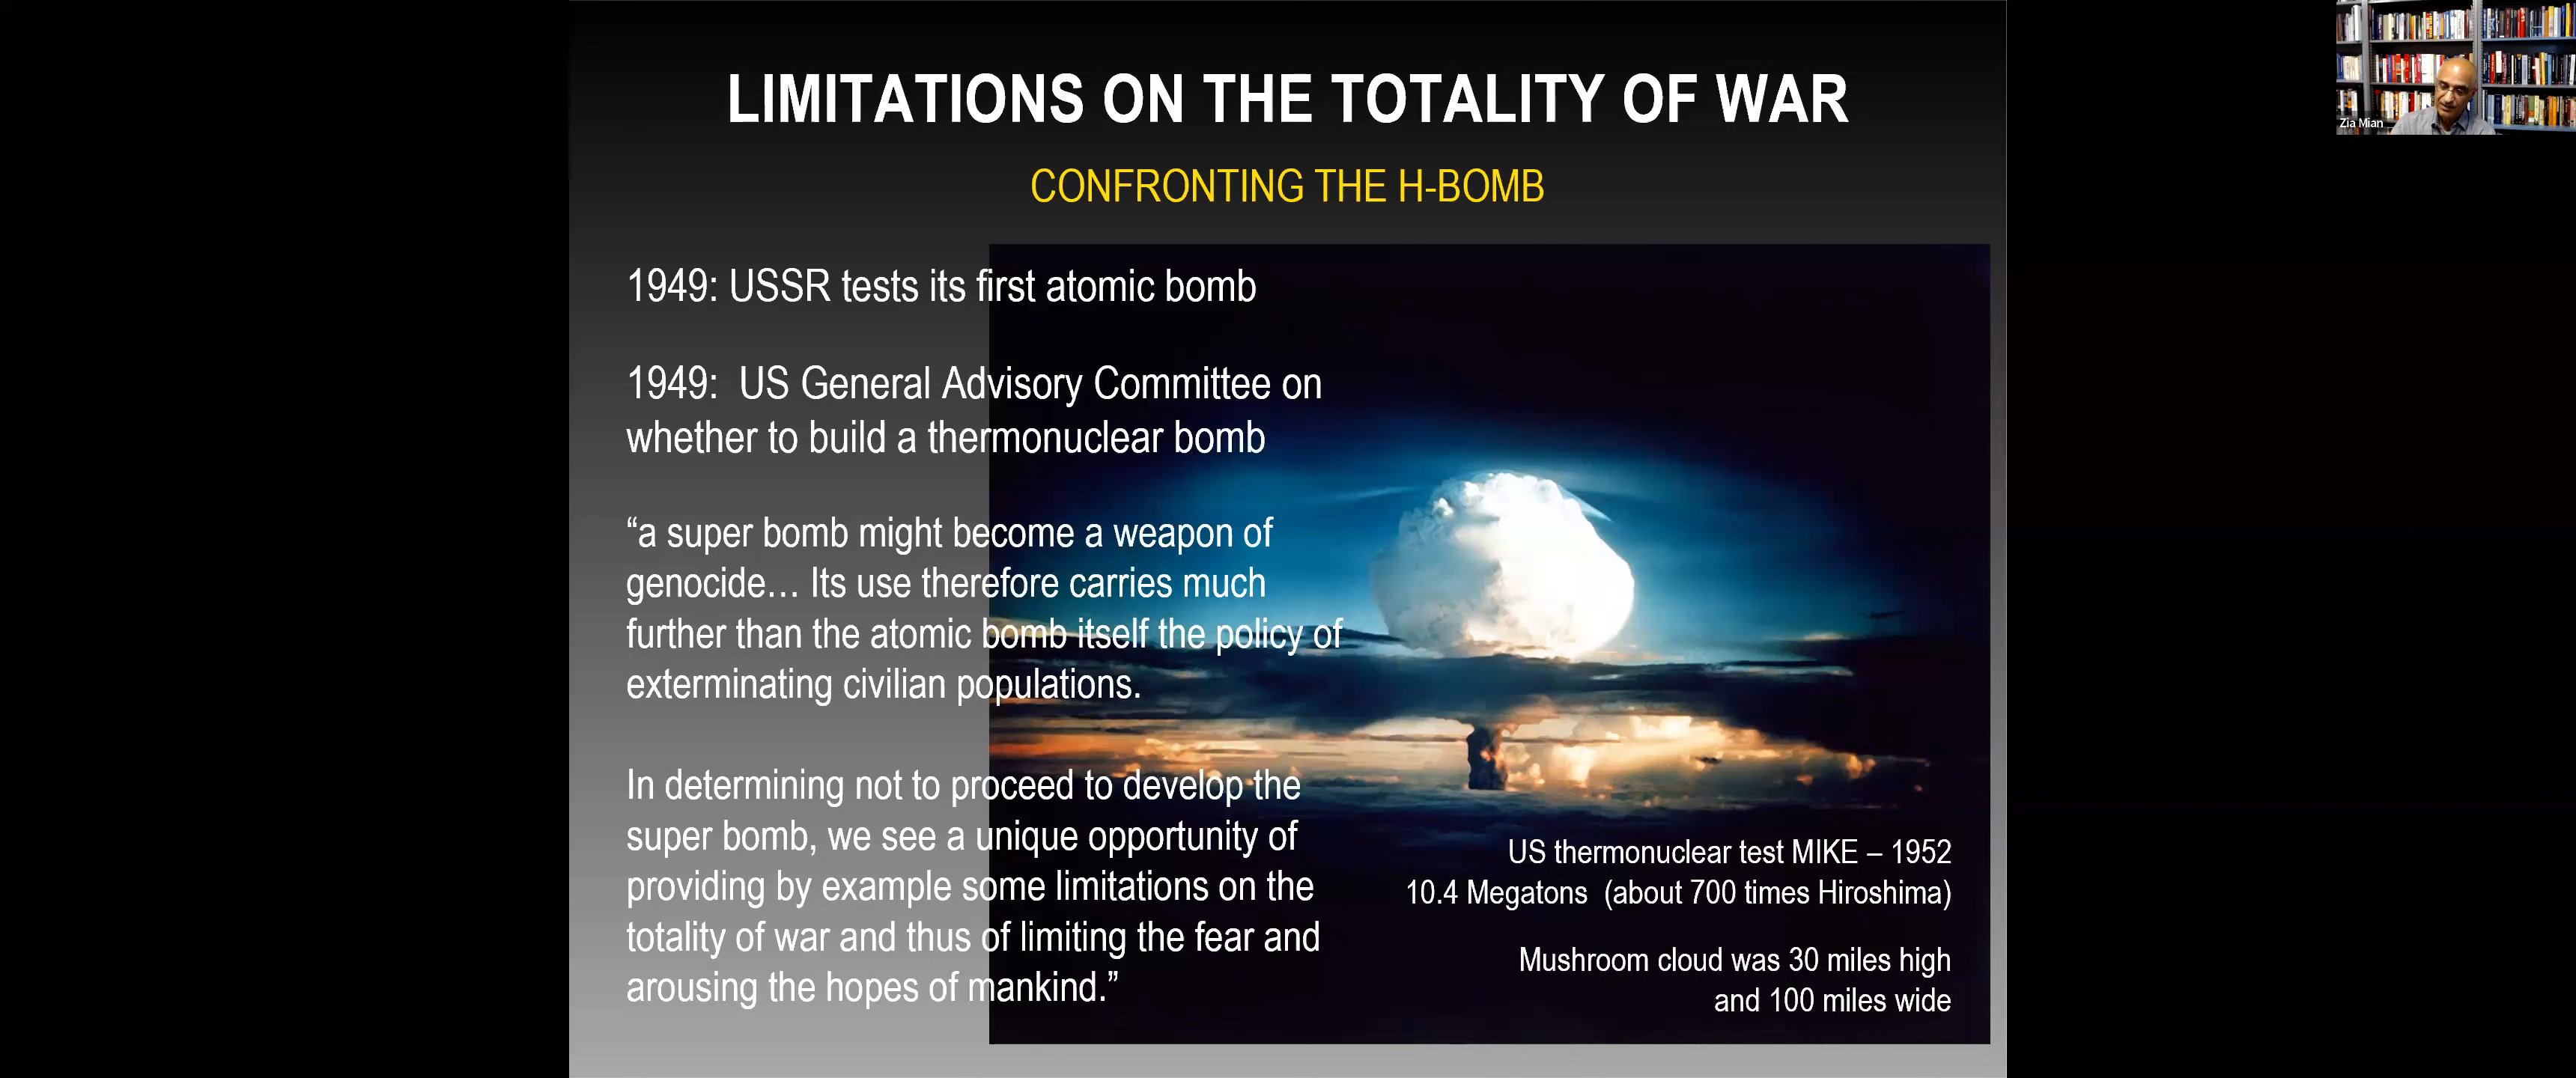 LIMITATIONS ON THE TOTALITY OF WAR
CONFRONTING THE H-BOMB
1949: USSR tests its first atomic bomb
1949:  US General Advisory Committee on
whether to build a thermonuclear bomb
“a super bomb might become a weapon of
genocide… Its use therefore carries much
further than the atomic bomb itself the policy of
exterminating civilian populations.
In determining not to proceed to develop the
super bomb, we see a unique opportunity of
providing by example some limitations on the
totality of war and thus of limiting the fear and
arousing the hopes of mankind.”
US thermonuclear test MIKE – 1952
10.4 Megatons  (about 700 times Hiroshima)
Mushroom cloud was 30 miles high
and 100 miles wide
Zia Mian